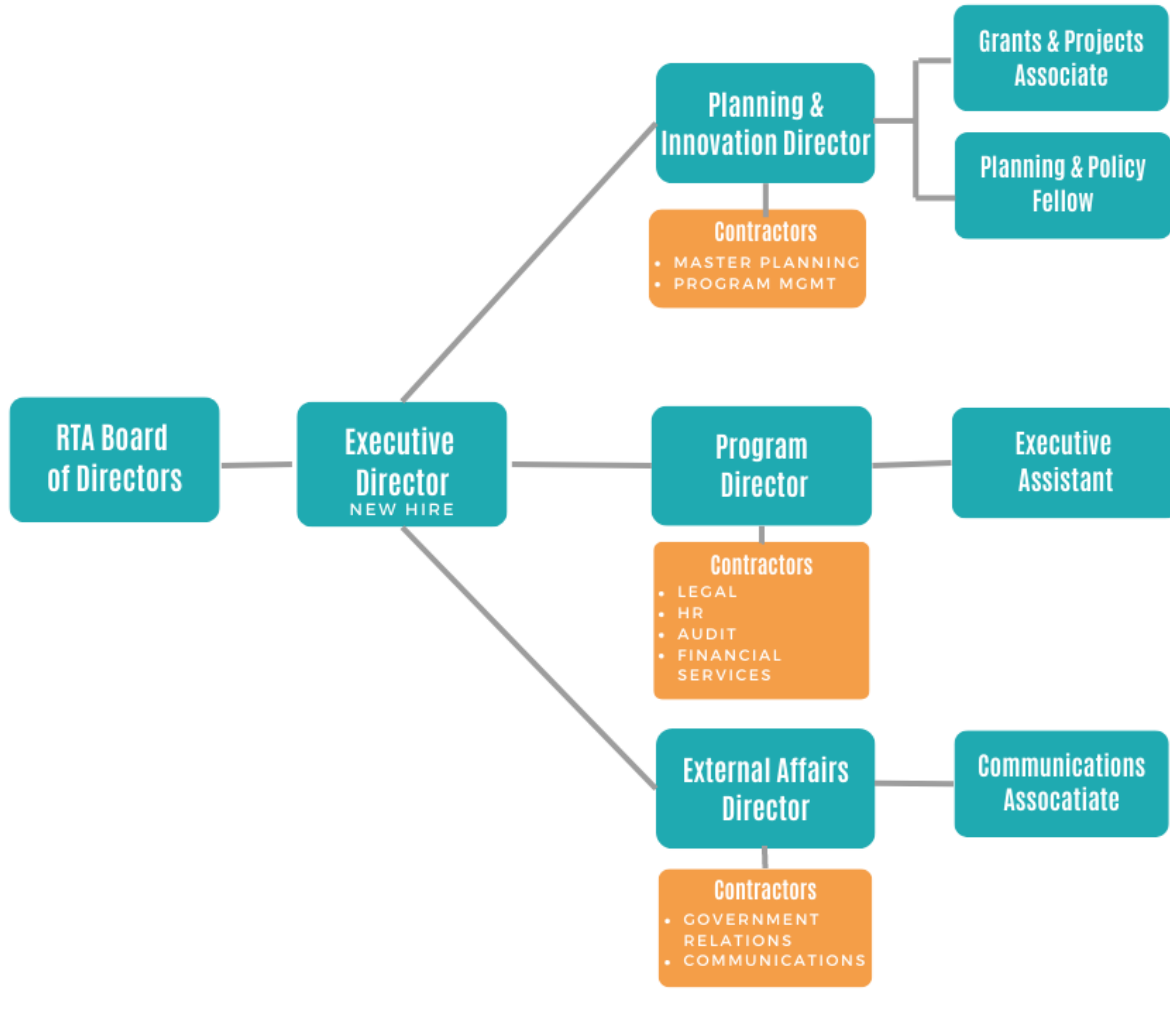 Grants & Projects
Associate
Planning &
Innovation Director
Planning & Policy
Fellow
Contractors
• MASTER PLANNING
• PROGRAM MGMT
RTA Board
of Directors
Executive
Director
NEW HIRE
Program
Director
Executive
Assistant
Contractors
• LEGAL
• HR
• AUDIT
• FINANCIAL
SERVICES
External Affairs
Director
Communications
Assocatiate
Contractors
• GOVERNMENT
RELATIONS
• COMMUNICATIONS